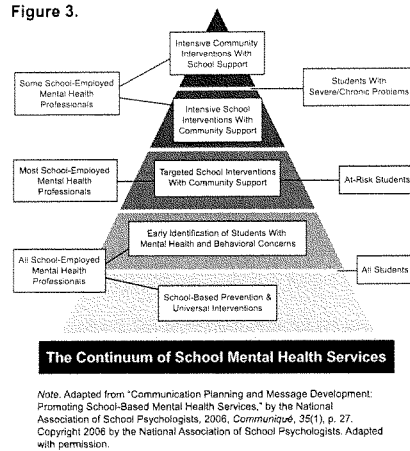 Figure 3.
Intensive Community
Interventions With
School Support
Some School-Employed
Mental Health
Professionals
Students With
Severe/Chronic Problems
Intensive School
Interventions With
Community Support
Most School-Employed
Mental Health
Professionals
Targeted School Interventions
With Community Support
At-Risk Students
Early Identification of Students With
Mental Health and Behavioral Concerns
All School-Employed
Mental Health
Professionals
All Students
School-Based Prevention &
Universal Interventions
The Continuum of School Mental Health Services
Note. Adapted from "Communication Planning and Message Development:
Promoting School-Based Mental Health Services," by the National
Association of School Psychologists, 2006, Communiqué, 35(1), p. 27.
Copyright 2006 by the National Association of School Psychologists. Adapted
with permission.